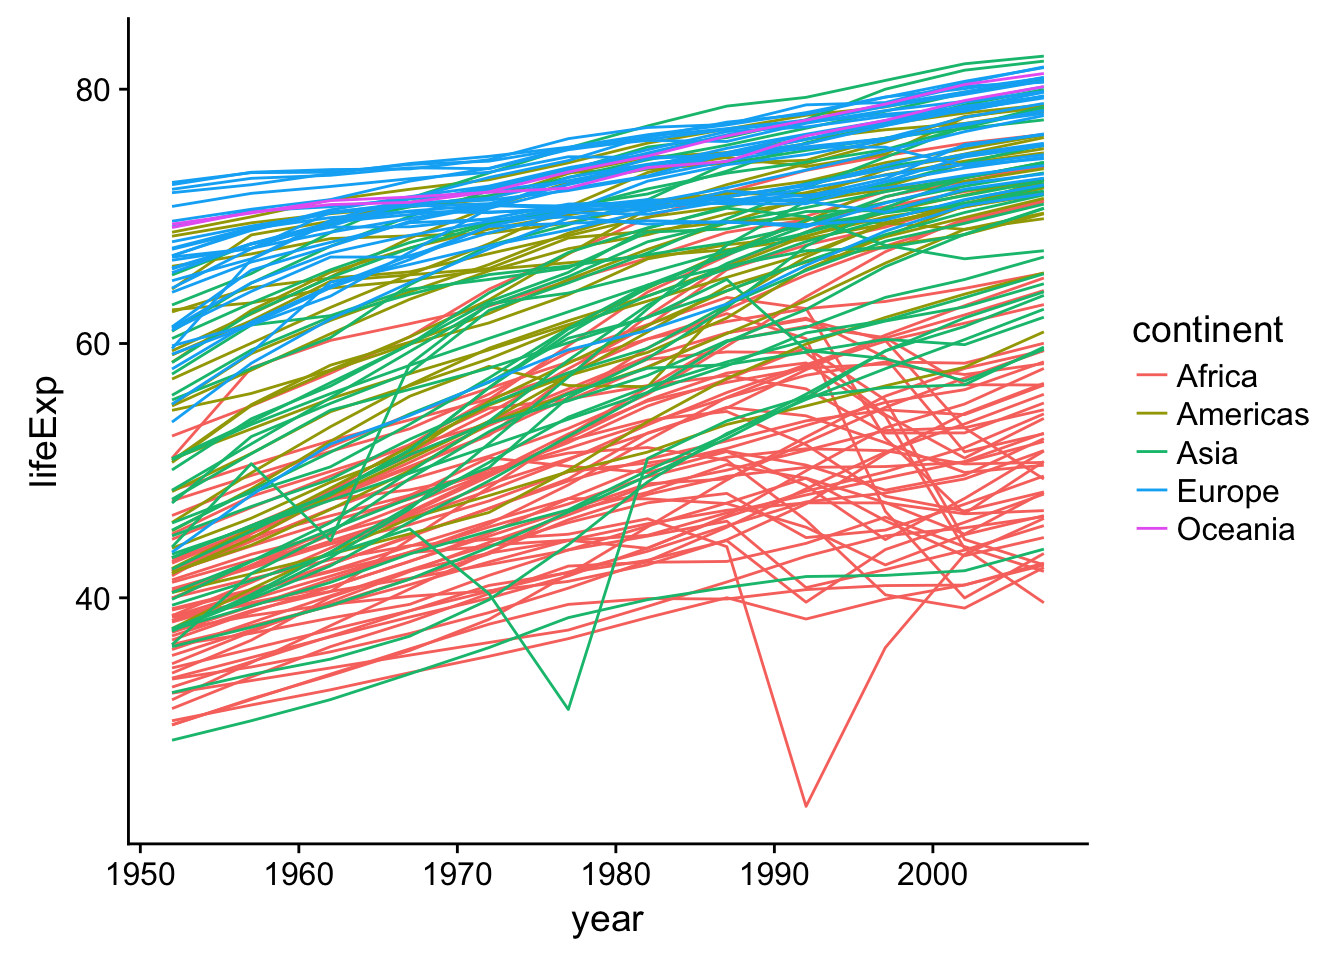 80
60
40
lifeExp
1950 1960 1970 1980 1990 2000
year
continent
Africa
Americas
Asia
Europe
Oceania